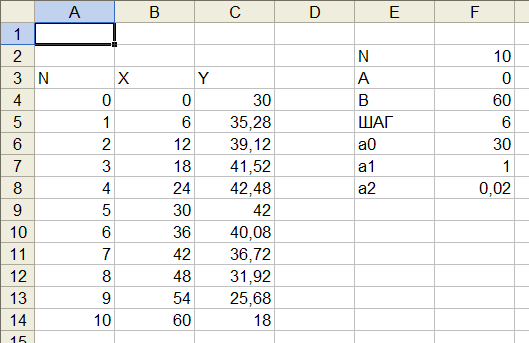 A B C D E F
1
2 N 10
3 N X Y A 0
4 0 0 30 B 60
5 1 6 35,28 ШАГ 6
6 2 12 39,12 a0 30
7 3 18 41,52 a1 1
8 4 24 42,48 a2 0,02
9 5 30 42
10 6 36 40,08
11 7 42 36,72
12 8 48 31,92
13 9 54 25,68
14 10 60 18
15